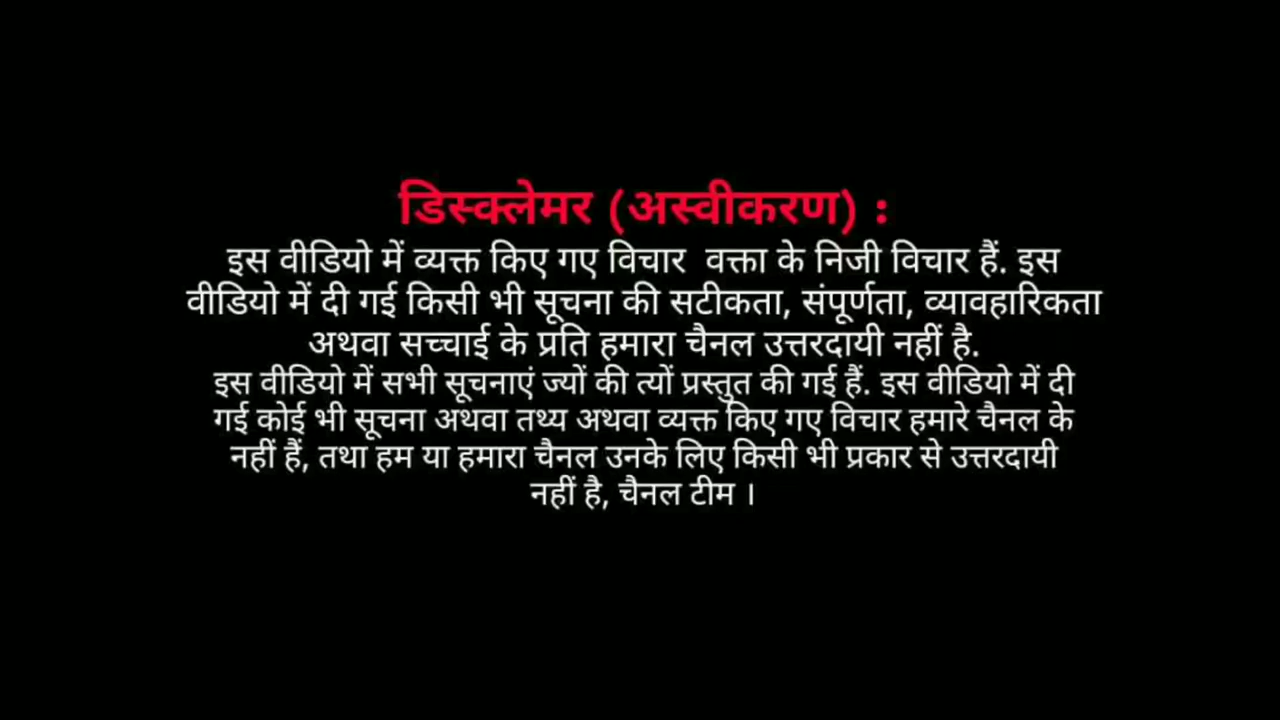 डिस्क्लेमर (अस्वीकरण) :
इस वीडियो में व्यक्त किए गए विचार वक्ता के निजी विचार हैं. इस
वीडियो में दी गई किसी भी सूचना की सटीकता, संपूर्णता, व्यावहारिकता
अथवा सच्चाई के प्रति हमारा चैनल उत्तरदायी नहीं है.
इस वीडियो में सभी सूचनाएं ज्यों की त्यों प्रस्तुत की गई हैं. इस वीडियो में दी
गई कोई भी सूचना अथवा तथ्य अथवा व्यक्त किए गए विचार हमारे चैनल के
नहीं हैं, तथा हम या हमारा चैनल उनके लिए किसी भी प्रकार से उत्तरदायी
नहीं है, चैनल टीम ।